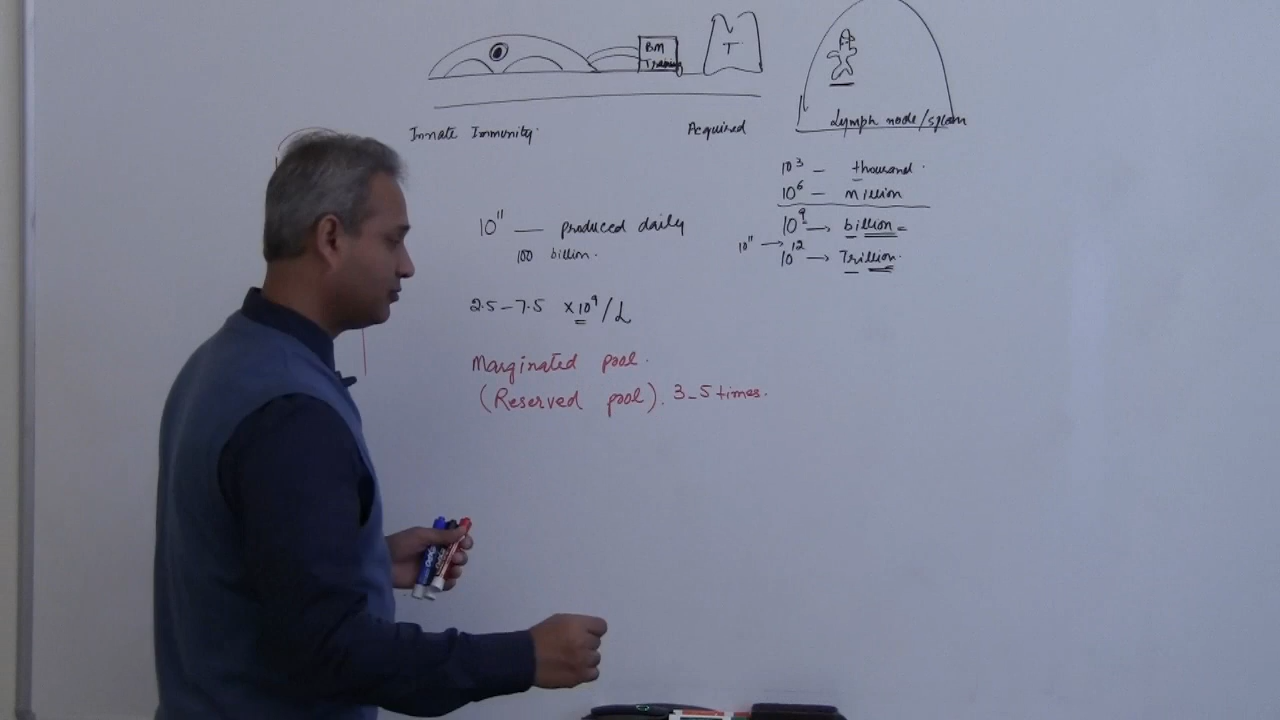 BM
Training
T
Lymph node/spleen
Innate Immunity.
Acquired
10³ – thousand.
10⁶ – million
10⁹ → billion =
10¹¹ → 10¹² → Trillion.
10¹¹ — produced daily
100 billion.
2.5 – 7.5 × 10⁹/L
Marginated pool.
(Reserved pool). 3–5 times.